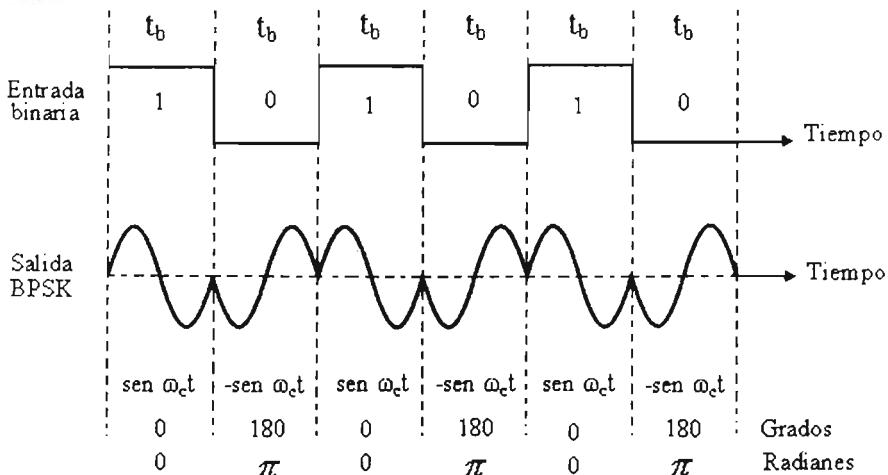 t_b t_b t_b t_b t_b t_b
Entrada
binaria
1 0 1 0 1 0
Tiempo
Salida
BPSK
Tiempo
sen ω_ct -sen ω_ct sen ω_ct -sen ω_ct sen ω_ct -sen ω_ct
0 180 0 180 0 180 Grados
0 π 0 π 0 π Radianes